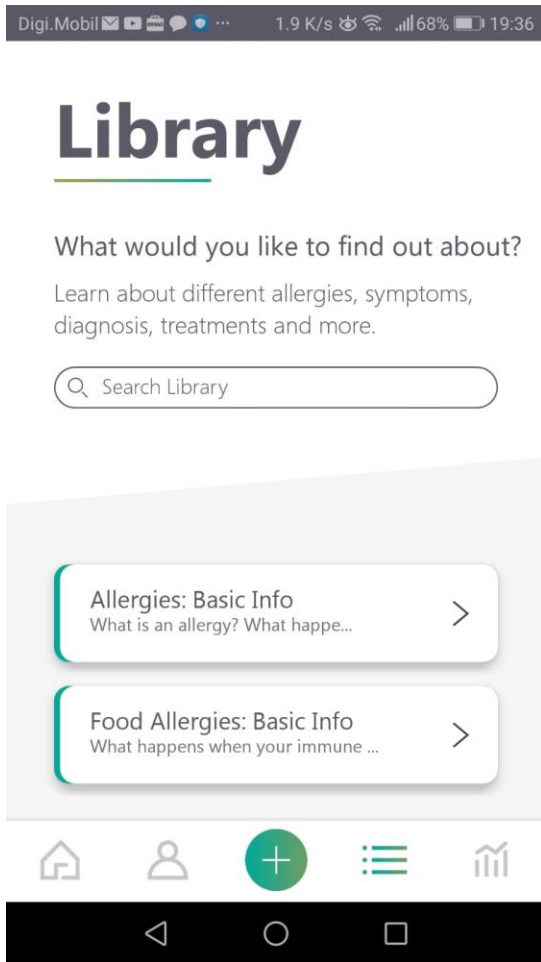 Digi.Mobil ... 1.9 K/s 68% 19:36
Library
What would you like to find out about?
Learn about different allergies, symptoms,
diagnosis, treatments and more.
Search Library
Allergies: Basic Info
What is an allergy? What happe...
Food Allergies: Basic Info
What happens when your immune ...